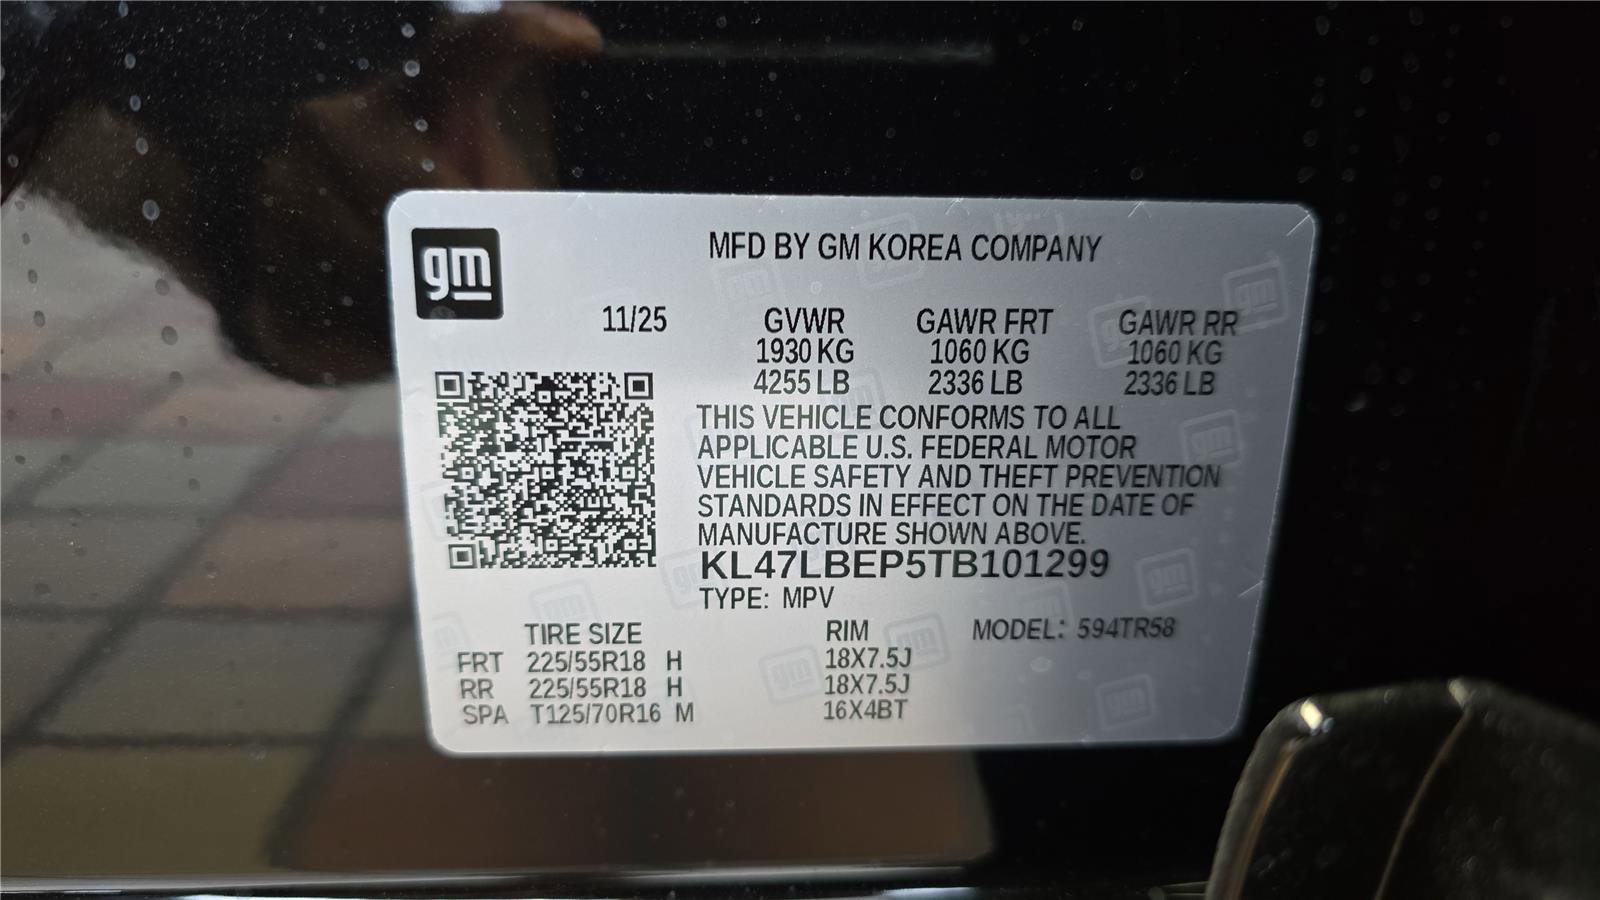 gm
MFD BY GM KOREA COMPANY
11/25 GVWR GAWR FRT GAWR RR
1930 KG 1060 KG 1060 KG
4255 LB 2336 LB 2336 LB
THIS VEHICLE CONFORMS TO ALL
APPLICABLE U.S. FEDERAL MOTOR
VEHICLE SAFETY AND THEFT PREVENTION
STANDARDS IN EFFECT ON THE DATE OF
MANUFACTURE SHOWN ABOVE.
KL47LBEP5TB101299
TYPE: MPV
TIRE SIZE RIM MODEL: 594TR58
FRT 225/55R18 H 18X7.5J
RR 225/55R18 H 18X7.5J
SPA T125/70R16 M 16X4BT